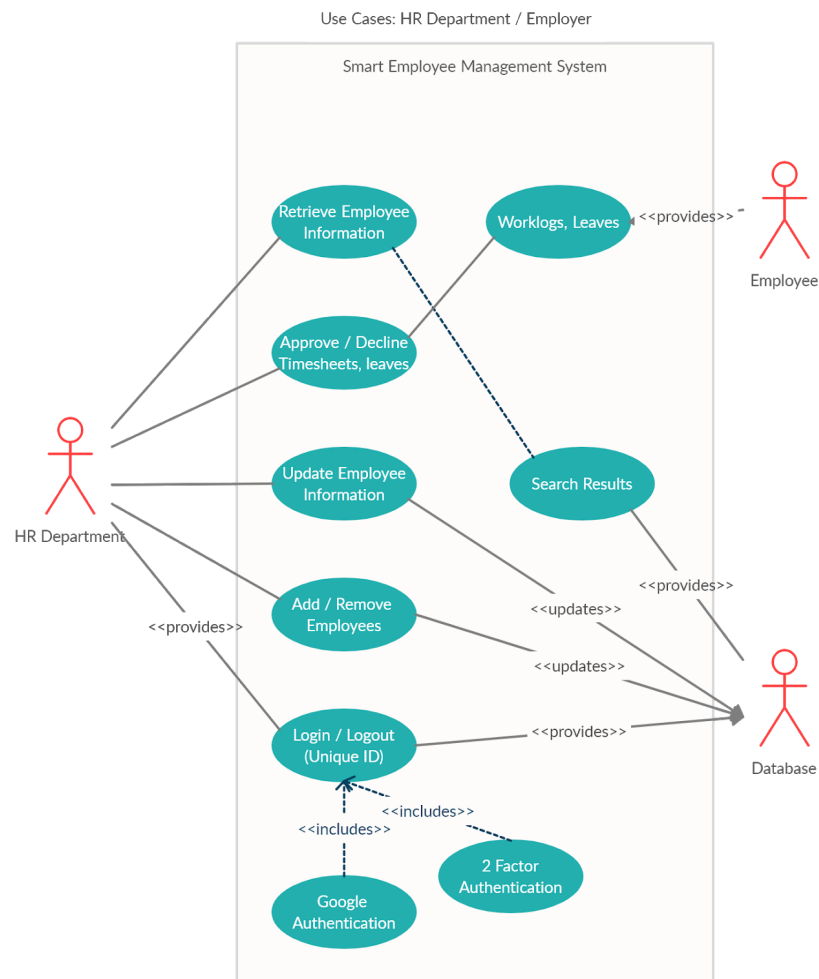 Use Cases: HR Department / Employer
Smart Employee Management System
Retrieve Employee
Information
Worklogs, Leaves
<<provides>>
Employee
Approve / Decline
Timesheets, leaves
Update Employee
Information
Search Results
HR Department
<<provides>>
Add / Remove
Employees
<<updates>>
<<provides>>
<<updates>>
Login / Logout
(Unique ID)
<<provides>>
Database
<<includes>>
<<includes>>
2 Factor
Authentication
Google
Authentication